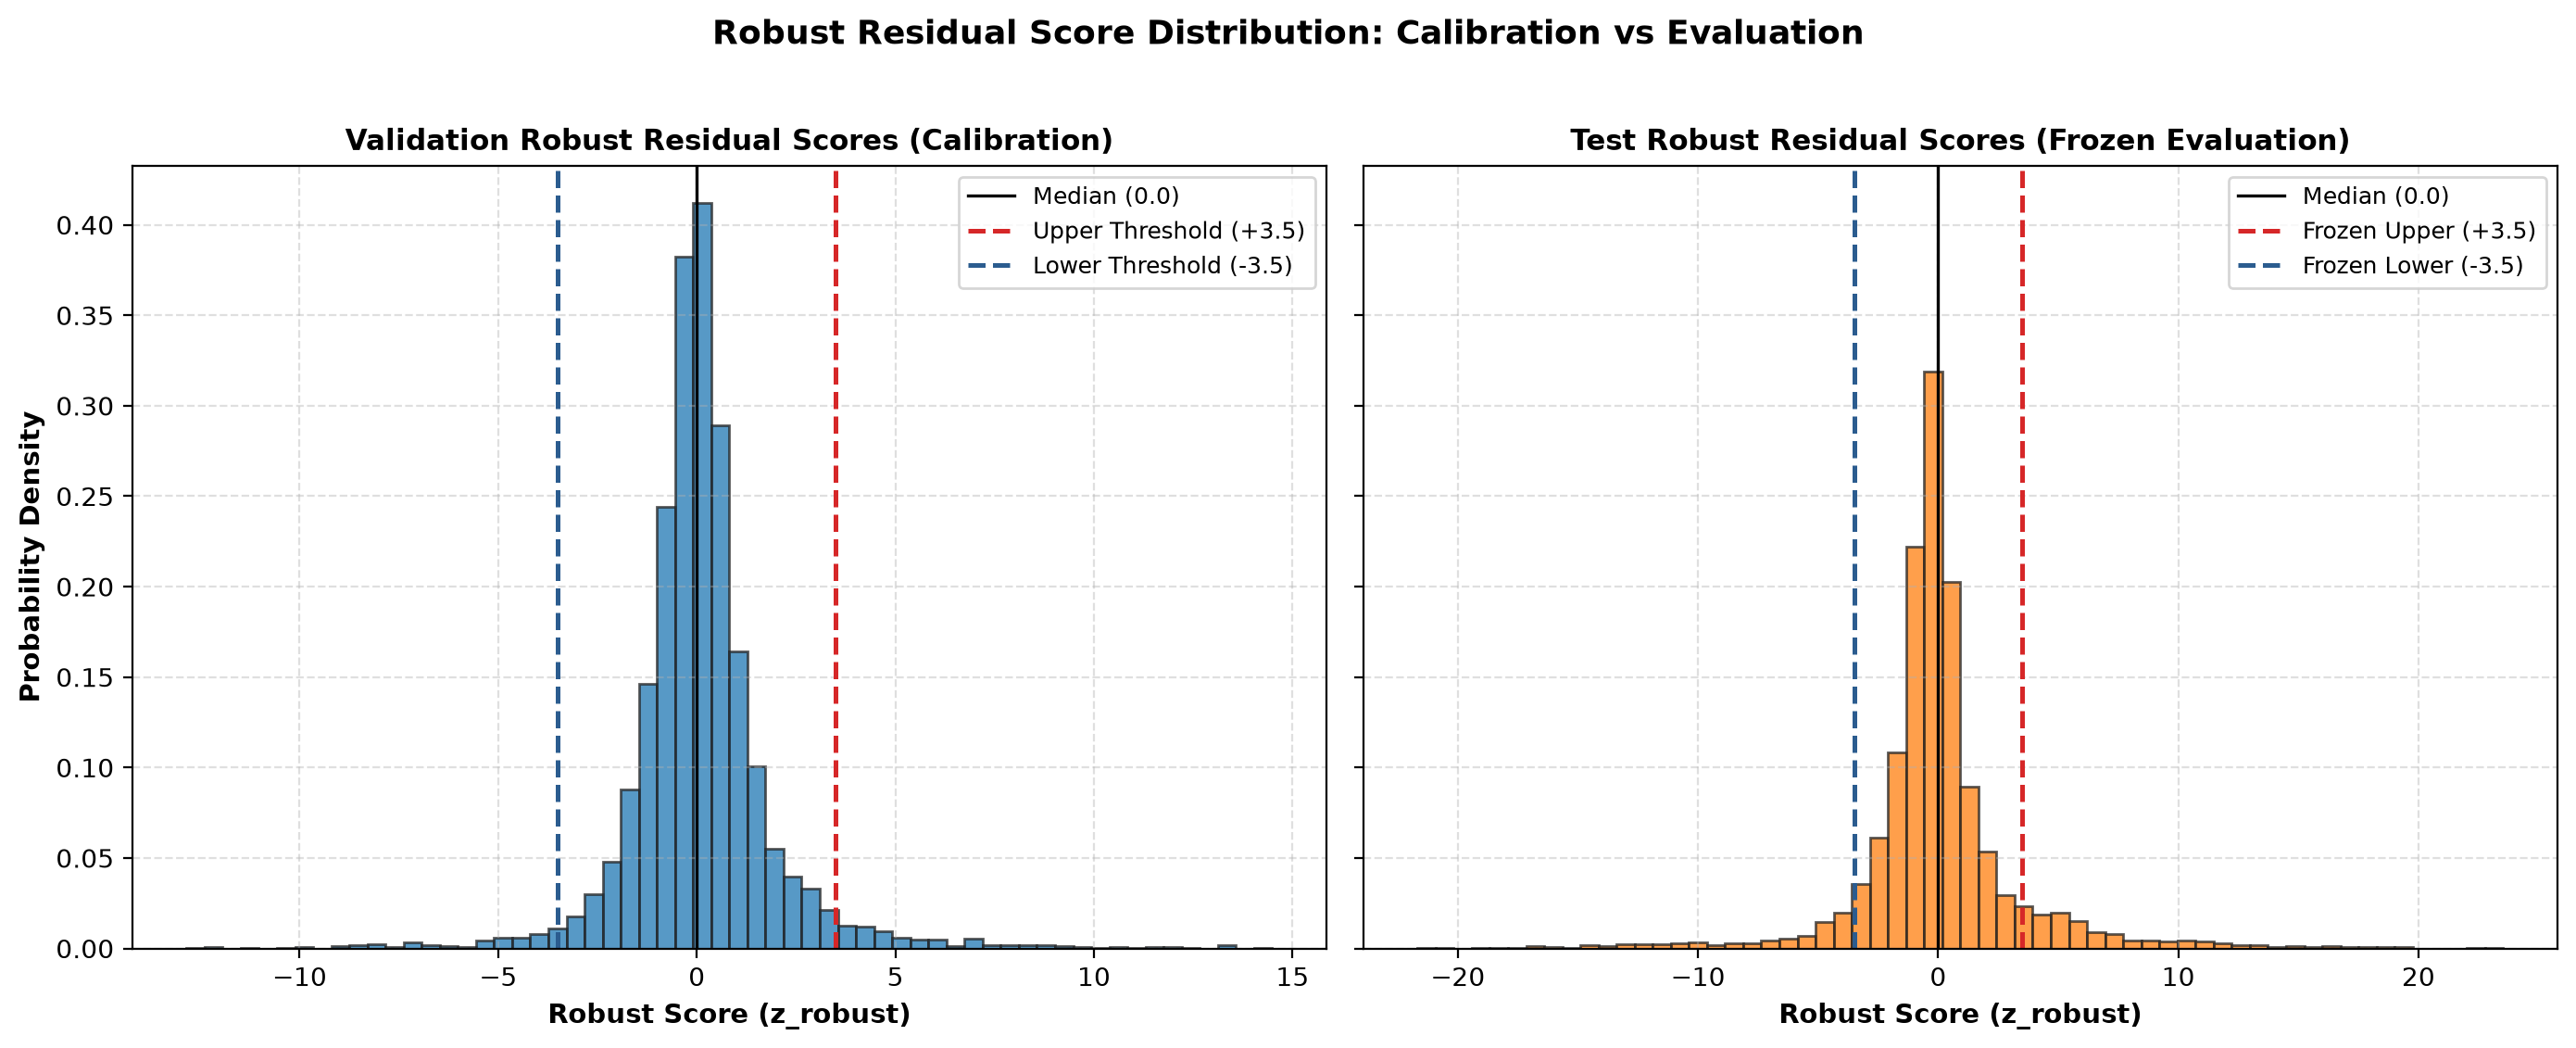 Robust Residual Score Distribution: Calibration vs Evaluation
Validation Robust Residual Scores (Calibration)
Median (0.0)
Upper Threshold (+3.5)
Lower Threshold (-3.5)
0.40
0.35
0.30
0.25
0.20
0.15
0.10
0.05
0.00
Probability Density
−10
−5
0
5
10
15
Robust Score (z_robust)
Test Robust Residual Scores (Frozen Evaluation)
Median (0.0)
Frozen Upper (+3.5)
Frozen Lower (-3.5)
−20
−10
0
10
20
Robust Score (z_robust)